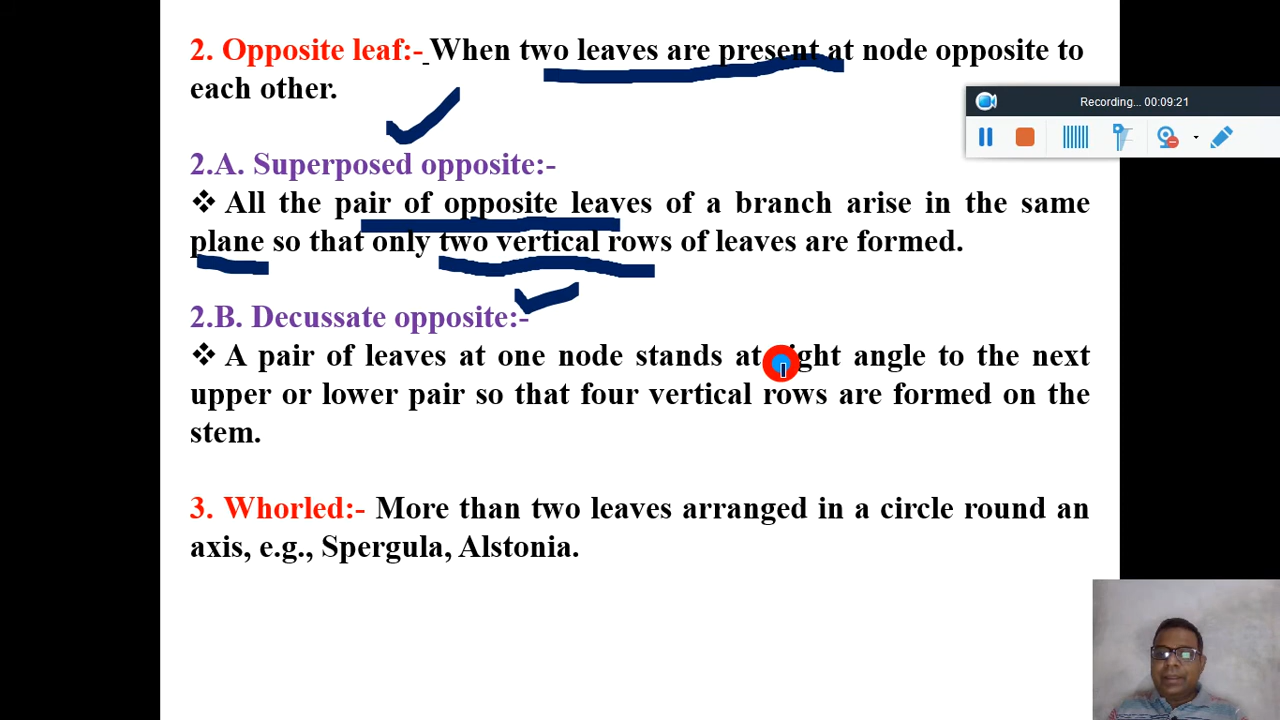 2. Opposite leaf:- When two leaves are present at node opposite to
each other.
Recording... 00:09:21
2.A. Superposed opposite:-
❖ All the pair of opposite leaves of a branch arise in the same
plane so that only two vertical rows of leaves are formed.
2.B. Decussate opposite:-
❖ A pair of leaves at one node stands at right angle to the next
upper or lower pair so that four vertical rows are formed on the
stem.
3. Whorled:- More than two leaves arranged in a circle round an
axis, e.g., Spergula, Alstonia.